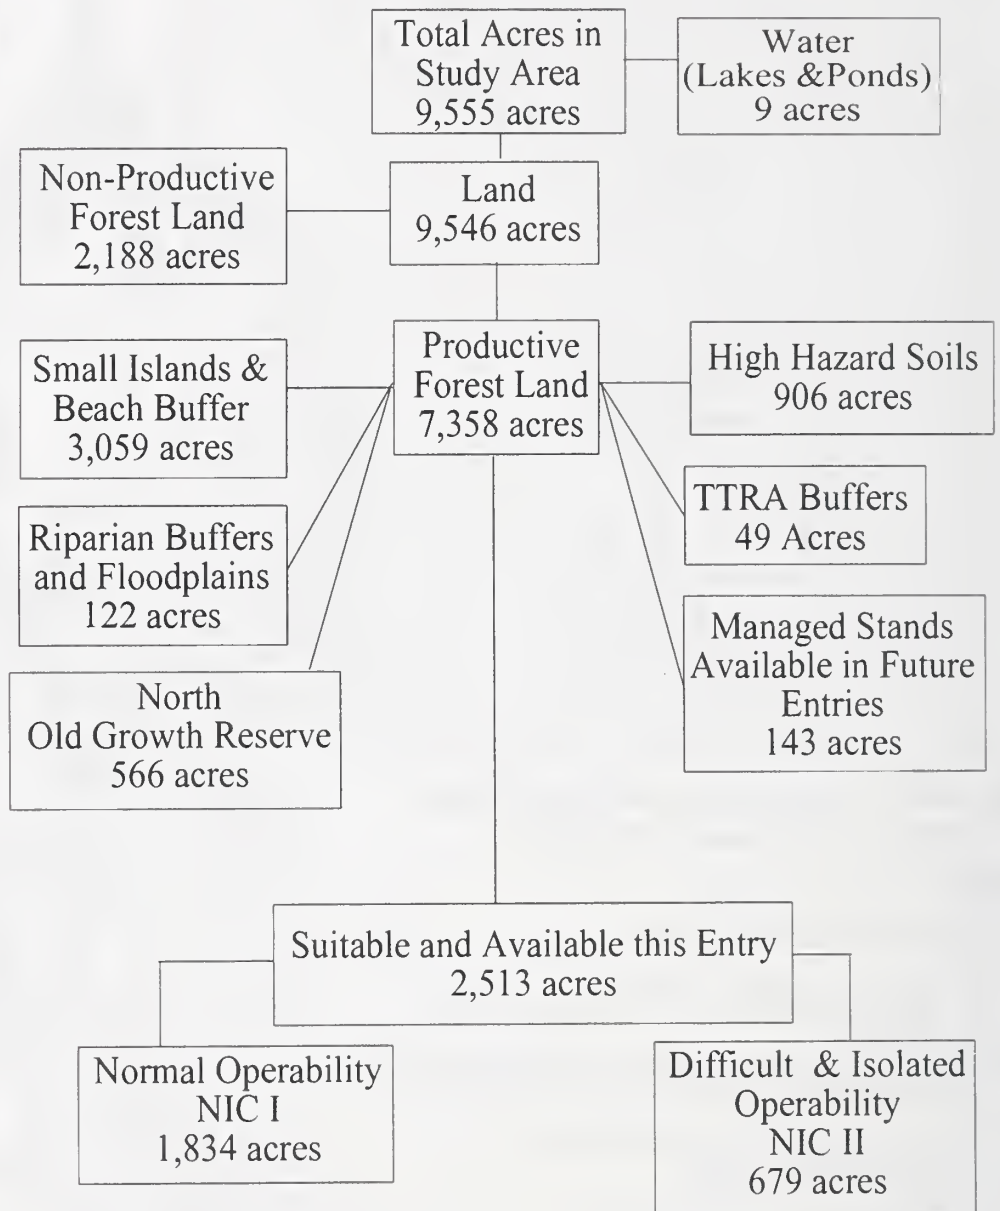 Total Acres in
Study Area
9,555 acres
Water
(Lakes &Ponds)
9 acres
Non-Productive
Forest Land
2,188 acres
Land
9,546 acres
Small Islands &
Beach Buffer
3,059 acres
Productive
Forest Land
7,358 acres
High Hazard Soils
906 acres
Riparian Buffers
and Floodplains
122 acres
TTRA Buffers
49 Acres
North
Old Growth Reserve
566 acres
Managed Stands
Available in Future
Entries
143 acres
Suitable and Available this Entry
2,513 acres
Normal Operability
NIC I
1,834 acres
Difficult & Isolated
Operability
NIC II
679 acres